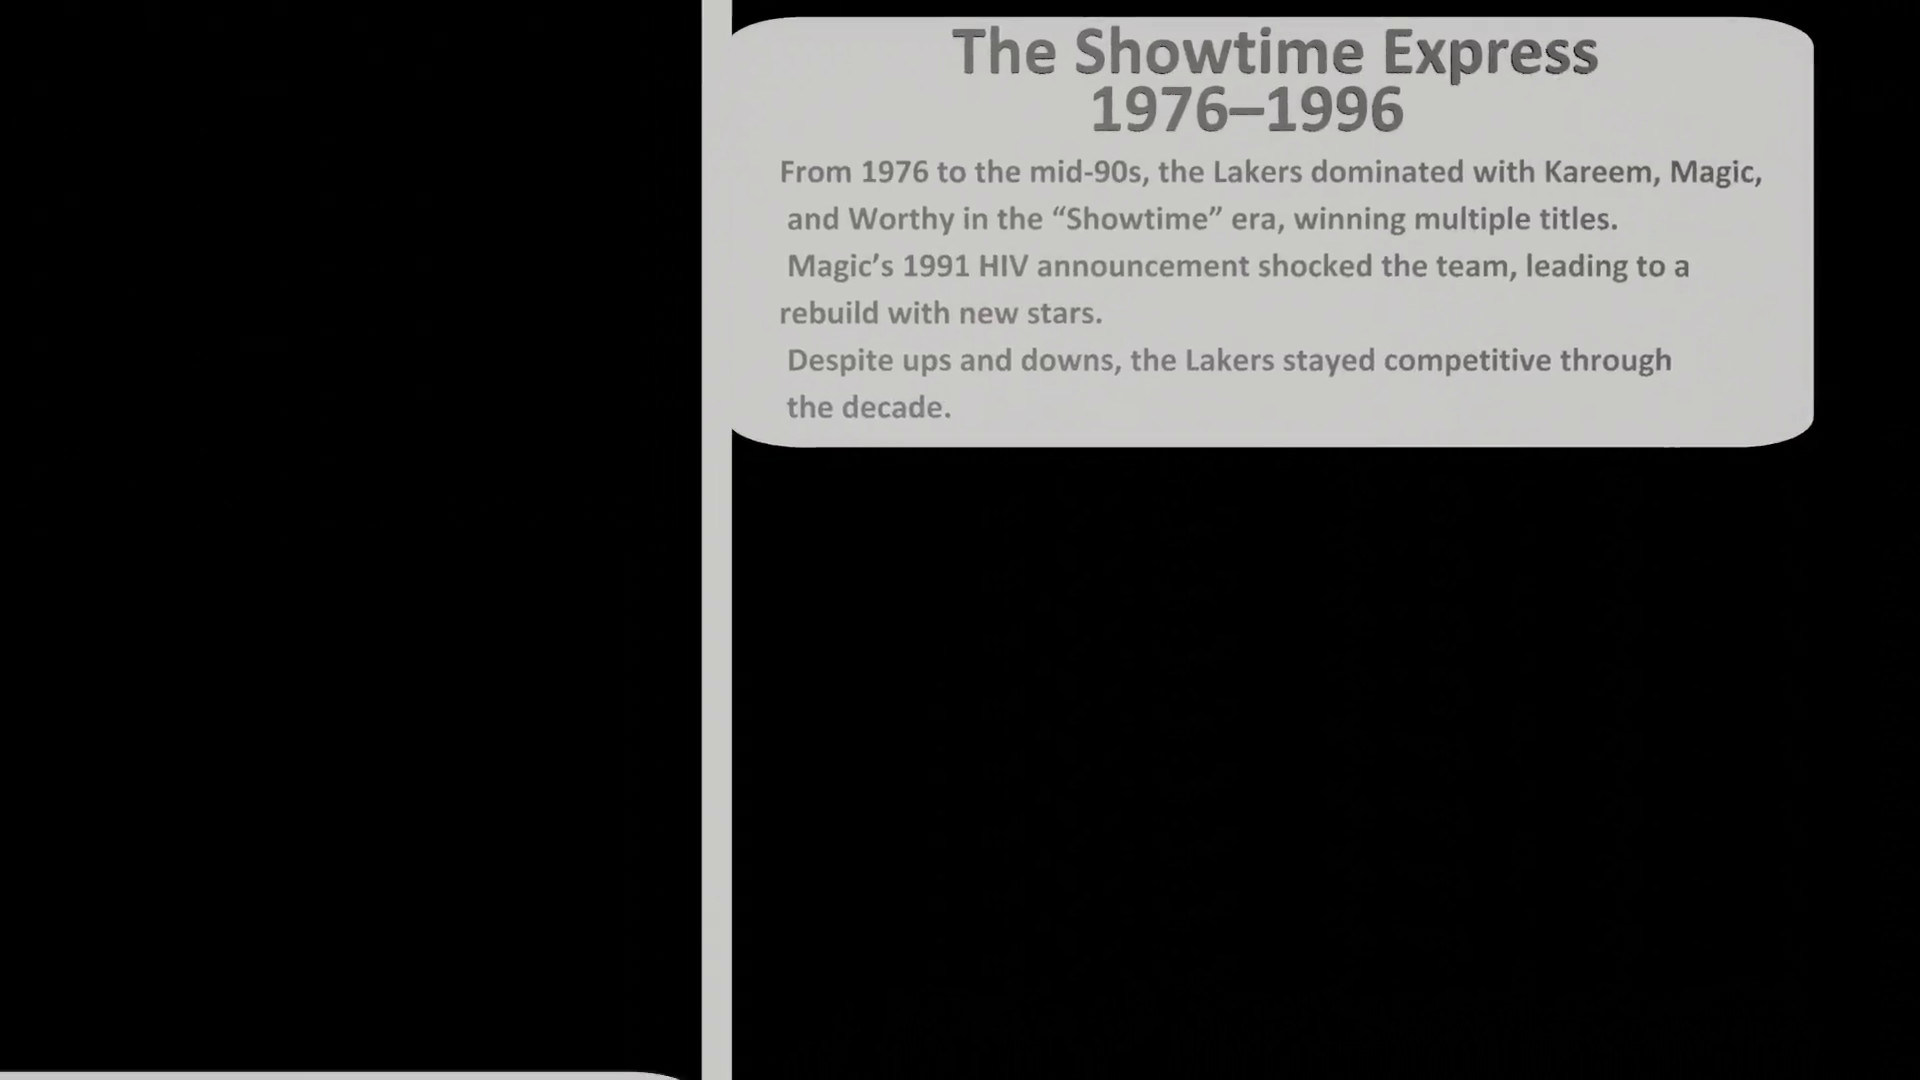 The Showtime Express
1976–1996
From 1976 to the mid-90s, the Lakers dominated with Kareem, Magic,
and Worthy in the “Showtime” era, winning multiple titles.
Magic’s 1991 HIV announcement shocked the team, leading to a
rebuild with new stars.
Despite ups and downs, the Lakers stayed competitive through
the decade.